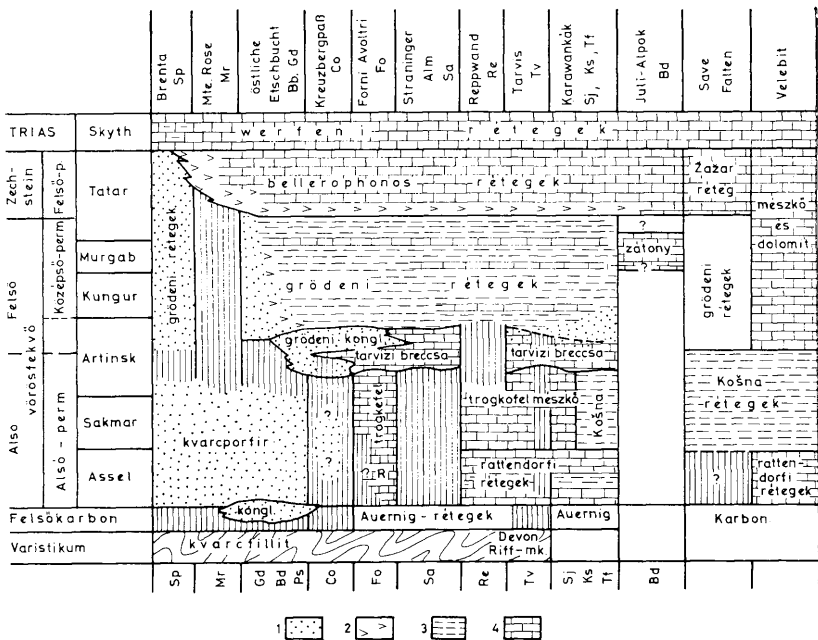 Brenta Sp
Mte. Rose Mr
östliche Etschbucht Bb. Gd
Kreuzbergpaß Co
Forni Avoltri Fo
Straninger Alm Sa
Reppwand Re
Tarvis Tv
Karawankák Sj, Ks, Tf
Juli-Alpok Bd
Save Falten
Velebit
TRIAS
Skyth
werfeni rétegek
Zechstein
Felső-p.
Tatar
bellerophonos rétegek
Žažar réteg
mészkő és dolomit
Felső
Középső-perm
Murgab
?
zátony
?
Kungur
grödeni rétegek
grödeni rétegek
grödeni rétegek
vörösfekvő
Artinsk
grödeni kongl.
tarvizi breccsa
tarvizi breccsa
Košna rétegek
Alsó
Alsó-perm
Sakmar
kvarcporfir
?
trogkofel
trogkofel mészkő
Košna
Assel
?
? R
rattendorfi rétegek
?
rattendorfi rétegek
Felsőkarbon
kongl.
Auernig-rétegek
Auernig
Karbon
Varistikum
kvarcfillit
Devon Riff-mk.
Sp
Mr
Gd
Bd
Ps
Co
Fo
Sa
Re
Tv
Sj
Ks
Tf
Bd
1 2 3 4